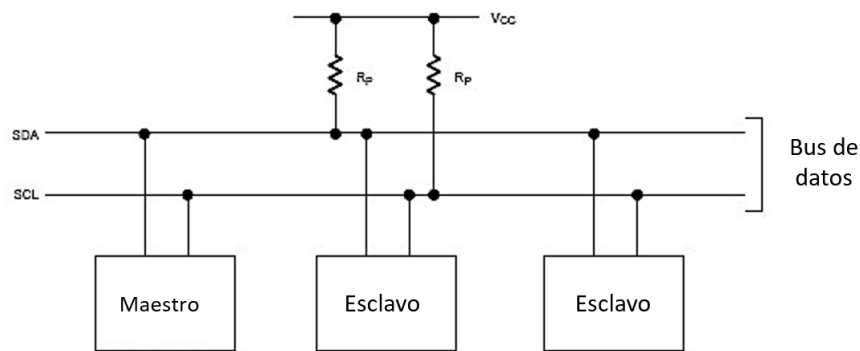 Vcc
RP
RP
SDA
SCL
Bus de
datos
Maestro
Esclavo
Esclavo